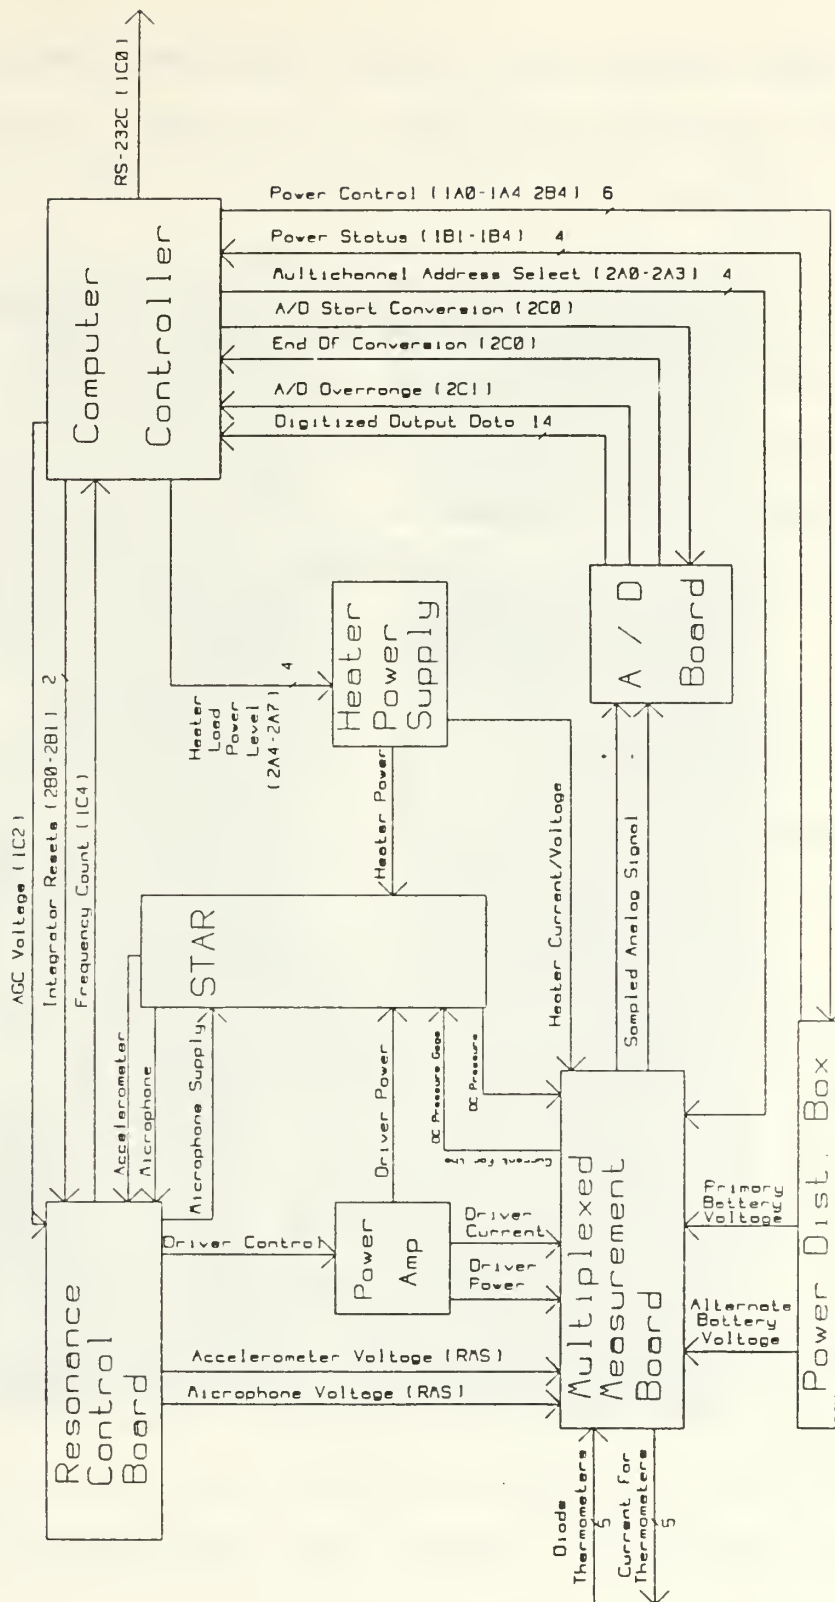 RS-232C (1C0)
Computer
Controller
Power Control (1A0-1A4 2B4) 6
Power Status (1B1-1B4) 4
Multichannel Address Select (2A0-2A3) 4
A/D Start Conversion (2C0)
End Of Conversion (2C0)
A/D Overrange (2C1)
Digitized Output Data 14
AGC Voltage (1C2)
Integrator Resets (2B0-2B1) 2
Frequency Count (1C4)
Heater
Load
Power
Level
(2A4-2A7)
4
Heater
Power
Supply
A / D
Board
Heater Power
Heater Current/Voltage
Sampled Analog Signal
-
STAR
Accelerometer
Microphone
Microphone Supply
Driver Power
DC Pressure Gage
Current For
DC Pressure
Resonance
Control
Board
Driver Control
Power
Amp
Driver
Current
Driver
Power
Accelerometer Voltage (RMS)
Microphone Voltage (RMS)
Multiplexed
Measurement
Board
Primary
Battery
Voltage
Alternate
Battery
Voltage
Power Dist. Box
Diode
Thermometers
5
Current For
Thermometers
5